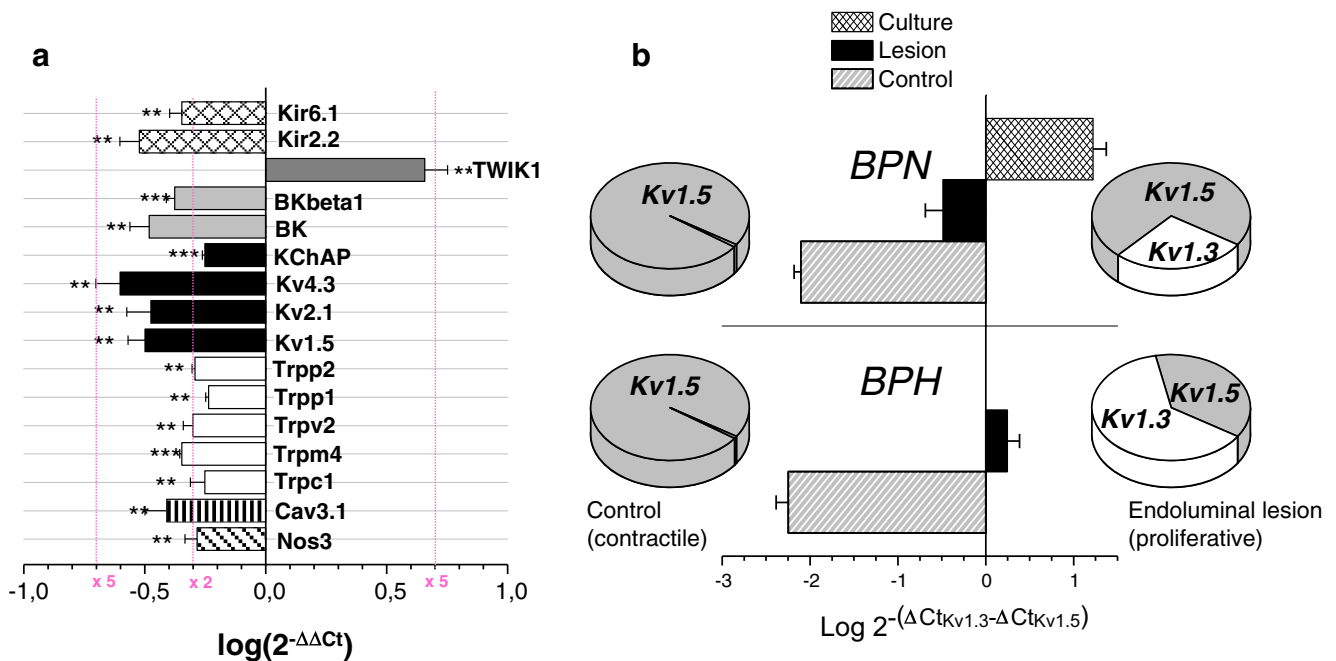 a
** Kir6.1
** Kir2.2
**TWIK1
*** BKbeta1
** BK
*** KChAP
** Kv4.3
** Kv2.1
** Kv1.5
** Trpp2
** Trpp1
** Trpv2
*** Trpm4
** Trpc1
** Cav3.1
** Nos3
x 5 x 2 x 5
-1,0 -0,5 0,0 0,5 1,0
log(2-ΔΔCt)
b
Culture
Lesion
Control
BPN
Kv1.5
Kv1.5
Kv1.3
BPH
Kv1.5
Kv1.5
Kv1.3
Control
(contractile)
Endoluminal lesion
(proliferative)
-3 -2 -1 0 1
Log 2-(ΔCtKv1.3-ΔCtKv1.5)